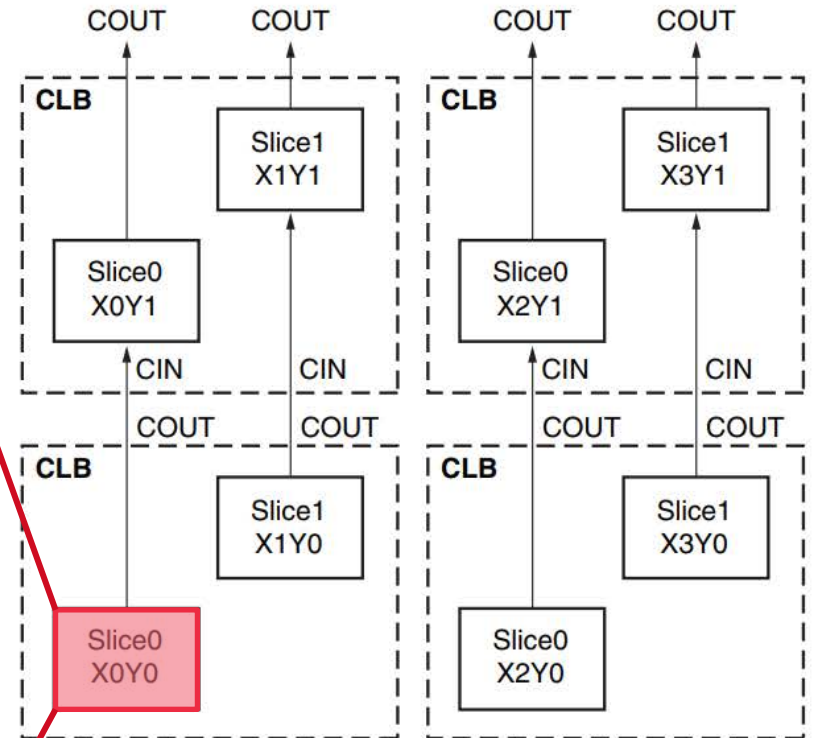 COUT COUT COUT COUT
CLB CLB
Slice1
X1Y1
Slice1
X3Y1
Slice0
X0Y1
Slice0
X2Y1
CIN CIN CIN CIN
COUT COUT COUT COUT
CLB CLB
Slice1
X1Y0
Slice1
X3Y0
Slice0
X0Y0
Slice0
X2Y0